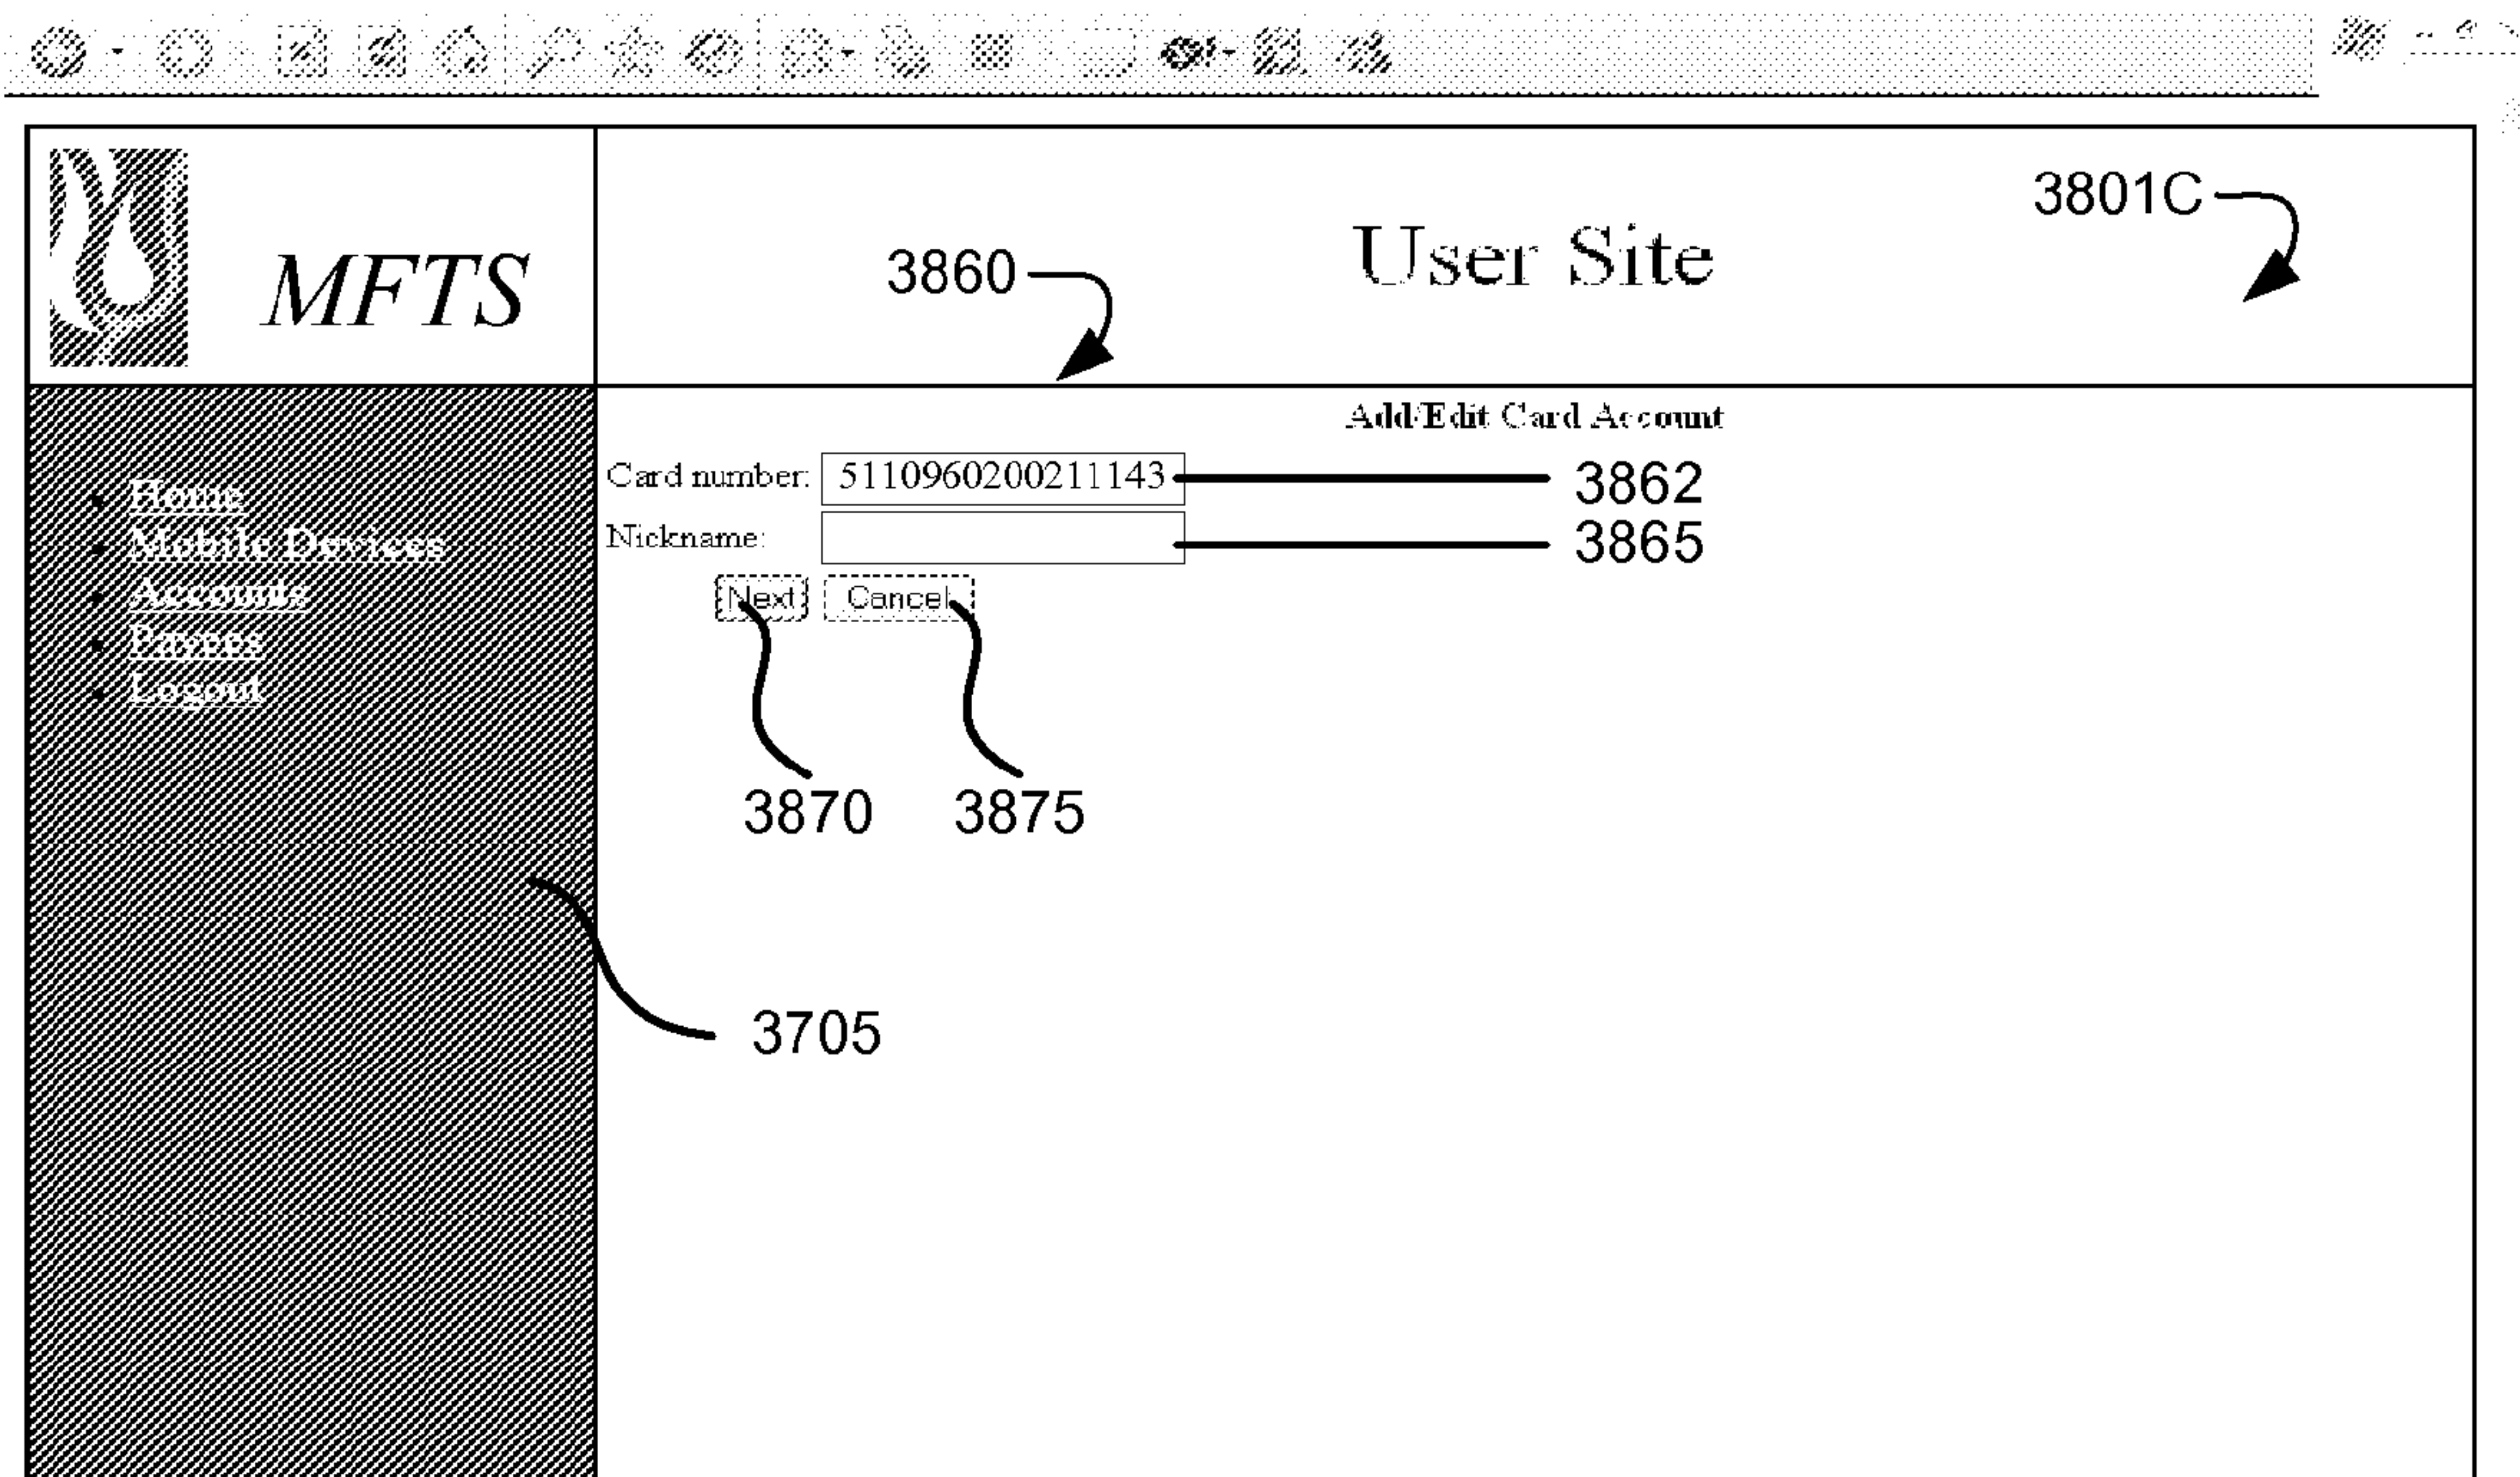 3801C
User Site
3860
MFTS
Add/Edit Card Account
Card number: 5110960200211143 3862
Nickname: 3865
Next Cancel
3870 3875
3705
Home
Mobile Devices
Accounts
Payees
Logout